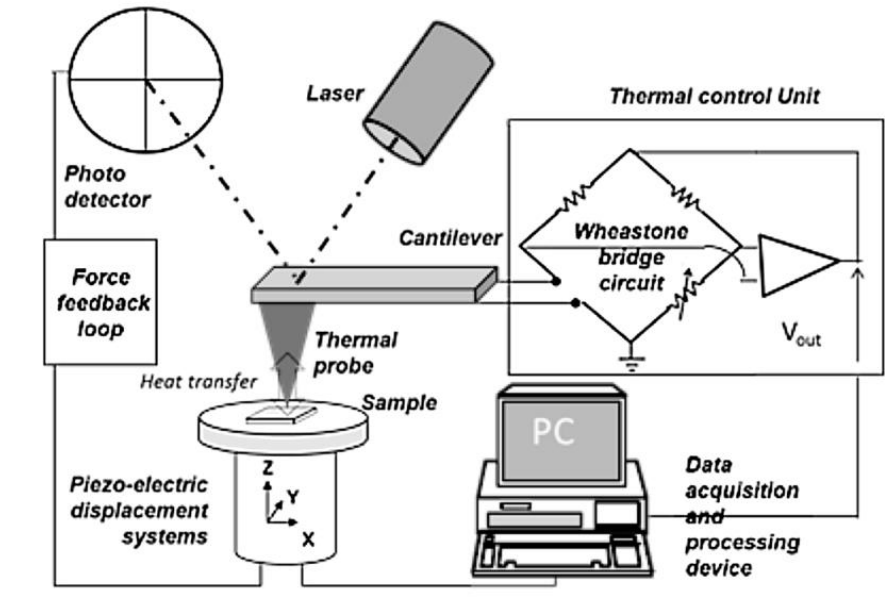 Laser
Thermal control Unit
Photo
detector
Cantilever
Wheastone
bridge
circuit
Force
feedback
loop
Thermal
probe
V_out
Heat transfer
Sample
PC
Piezo-electric
displacement
systems
Z
Y
X
Data
acquisition
and
processing
device